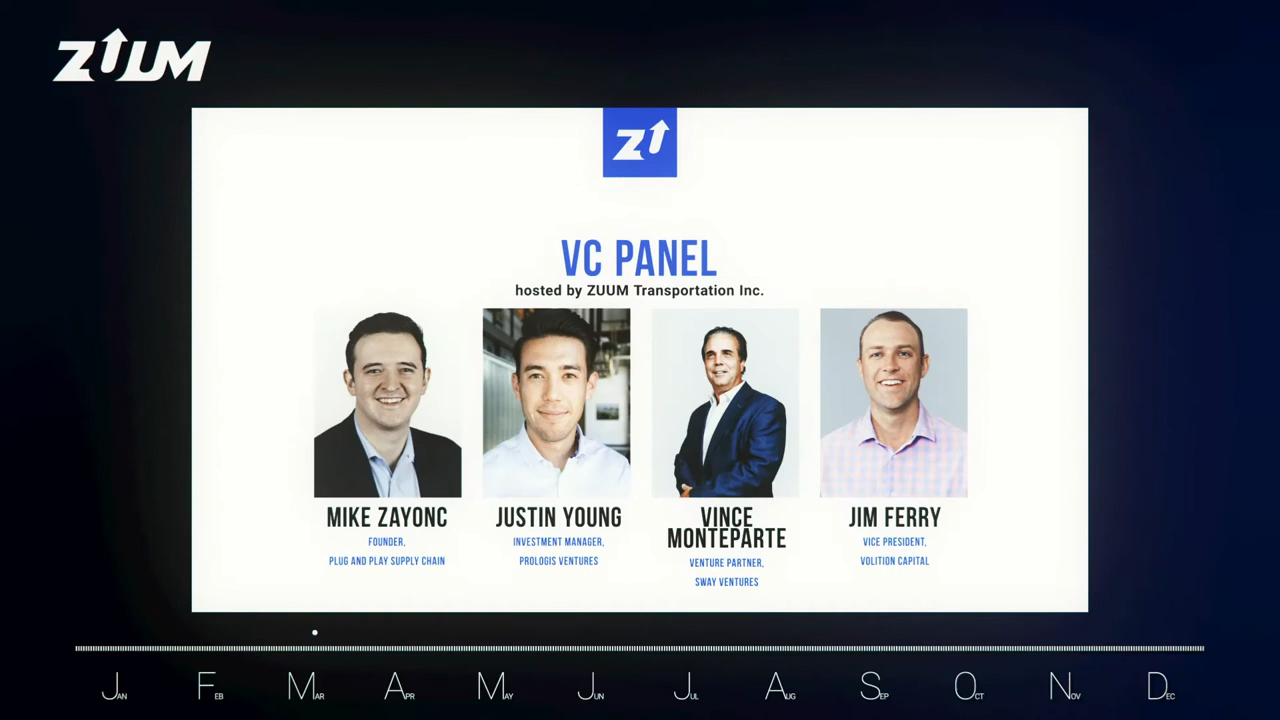 ZUUM
ZU
VC PANEL
hosted by ZUUM Transportation Inc.
MIKE ZAYONC
FOUNDER,
PLUG AND PLAY SUPPLY CHAIN
JUSTIN YOUNG
INVESTMENT MANAGER,
PROLOGIS VENTURES
VINCE
MONTEPARTE
VENTURE PARTNER,
SWAY VENTURES
JIM FERRY
VICE PRESIDENT,
VOLITION CAPITAL
JAN FEB MAR APR MAY JUN JUL AUG SEP OCT NOV DEC